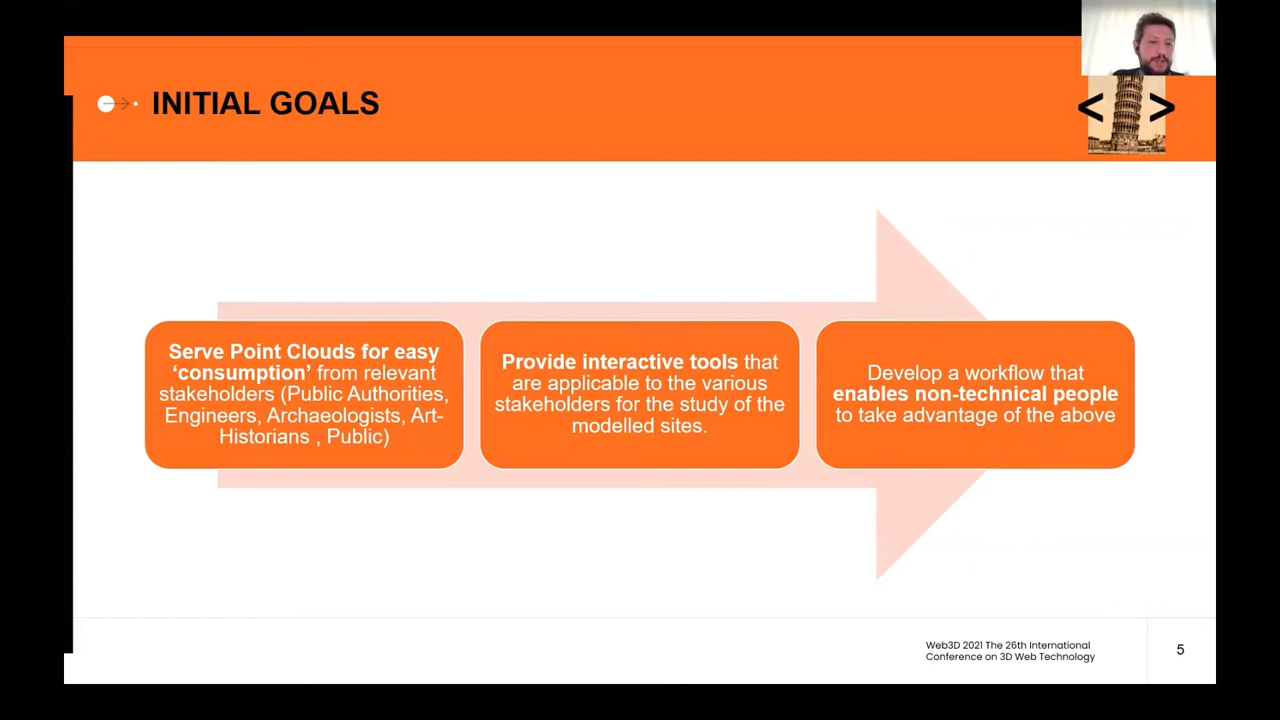 INITIAL GOALS
< >
Serve Point Clouds for easy
‘consumption’ from relevant
stakeholders (Public Authorities,
Engineers, Archaeologists, Art-
Historians , Public)
Provide interactive tools that
are applicable to the various
stakeholders for the study of the
modelled sites.
Develop a workflow that
enables non-technical people
to take advantage of the above
Web3D 2021 The 26th International
Conference on 3D Web Technology
5